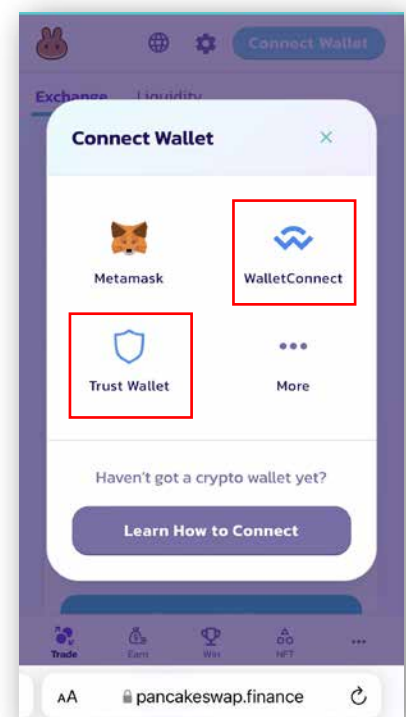 Connect Wallet
Exchange Liquidity
Connect Wallet
Metamask WalletConnect
Trust Wallet More
Haven't got a crypto wallet yet?
Learn How to Connect
Trade Earn Win NFT
AA pancakeswap.finance